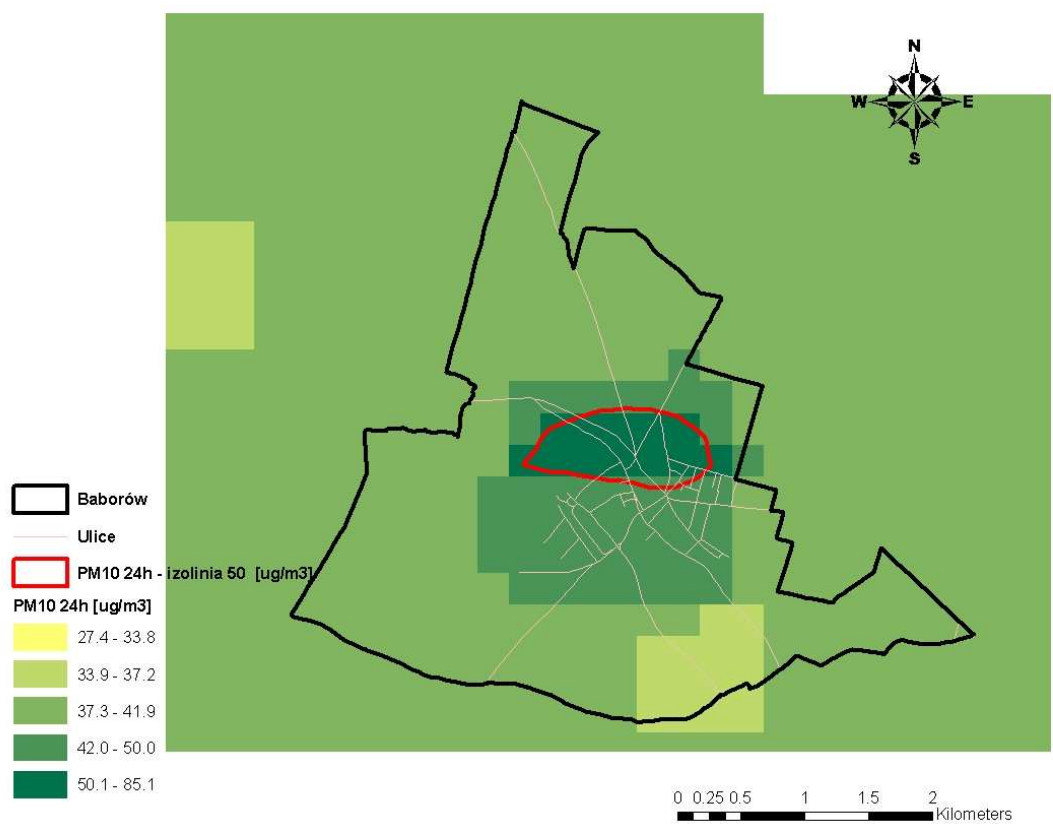 N
W E
S
Baborów
Ulice
PM10 24h - izolinia 50 [ug/m3]
PM10 24h [ug/m3]
27.4 - 33.8
33.9 - 37.2
37.3 - 41.9
42.0 - 50.0
50.1 - 85.1
0 0.25 0.5 1 1.5 2
Kilometers